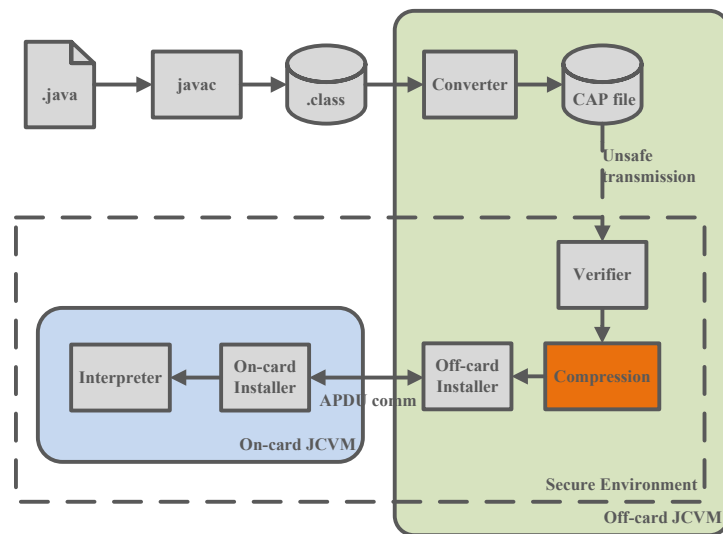 .java
javac
.class
Converter
CAP file
Unsafe
transmission
Verifier
Interpreter
On-card
Installer
APDU comm
Off-card
Installer
Compression
On-card JCVM
Secure Environment
Off-card JCVM